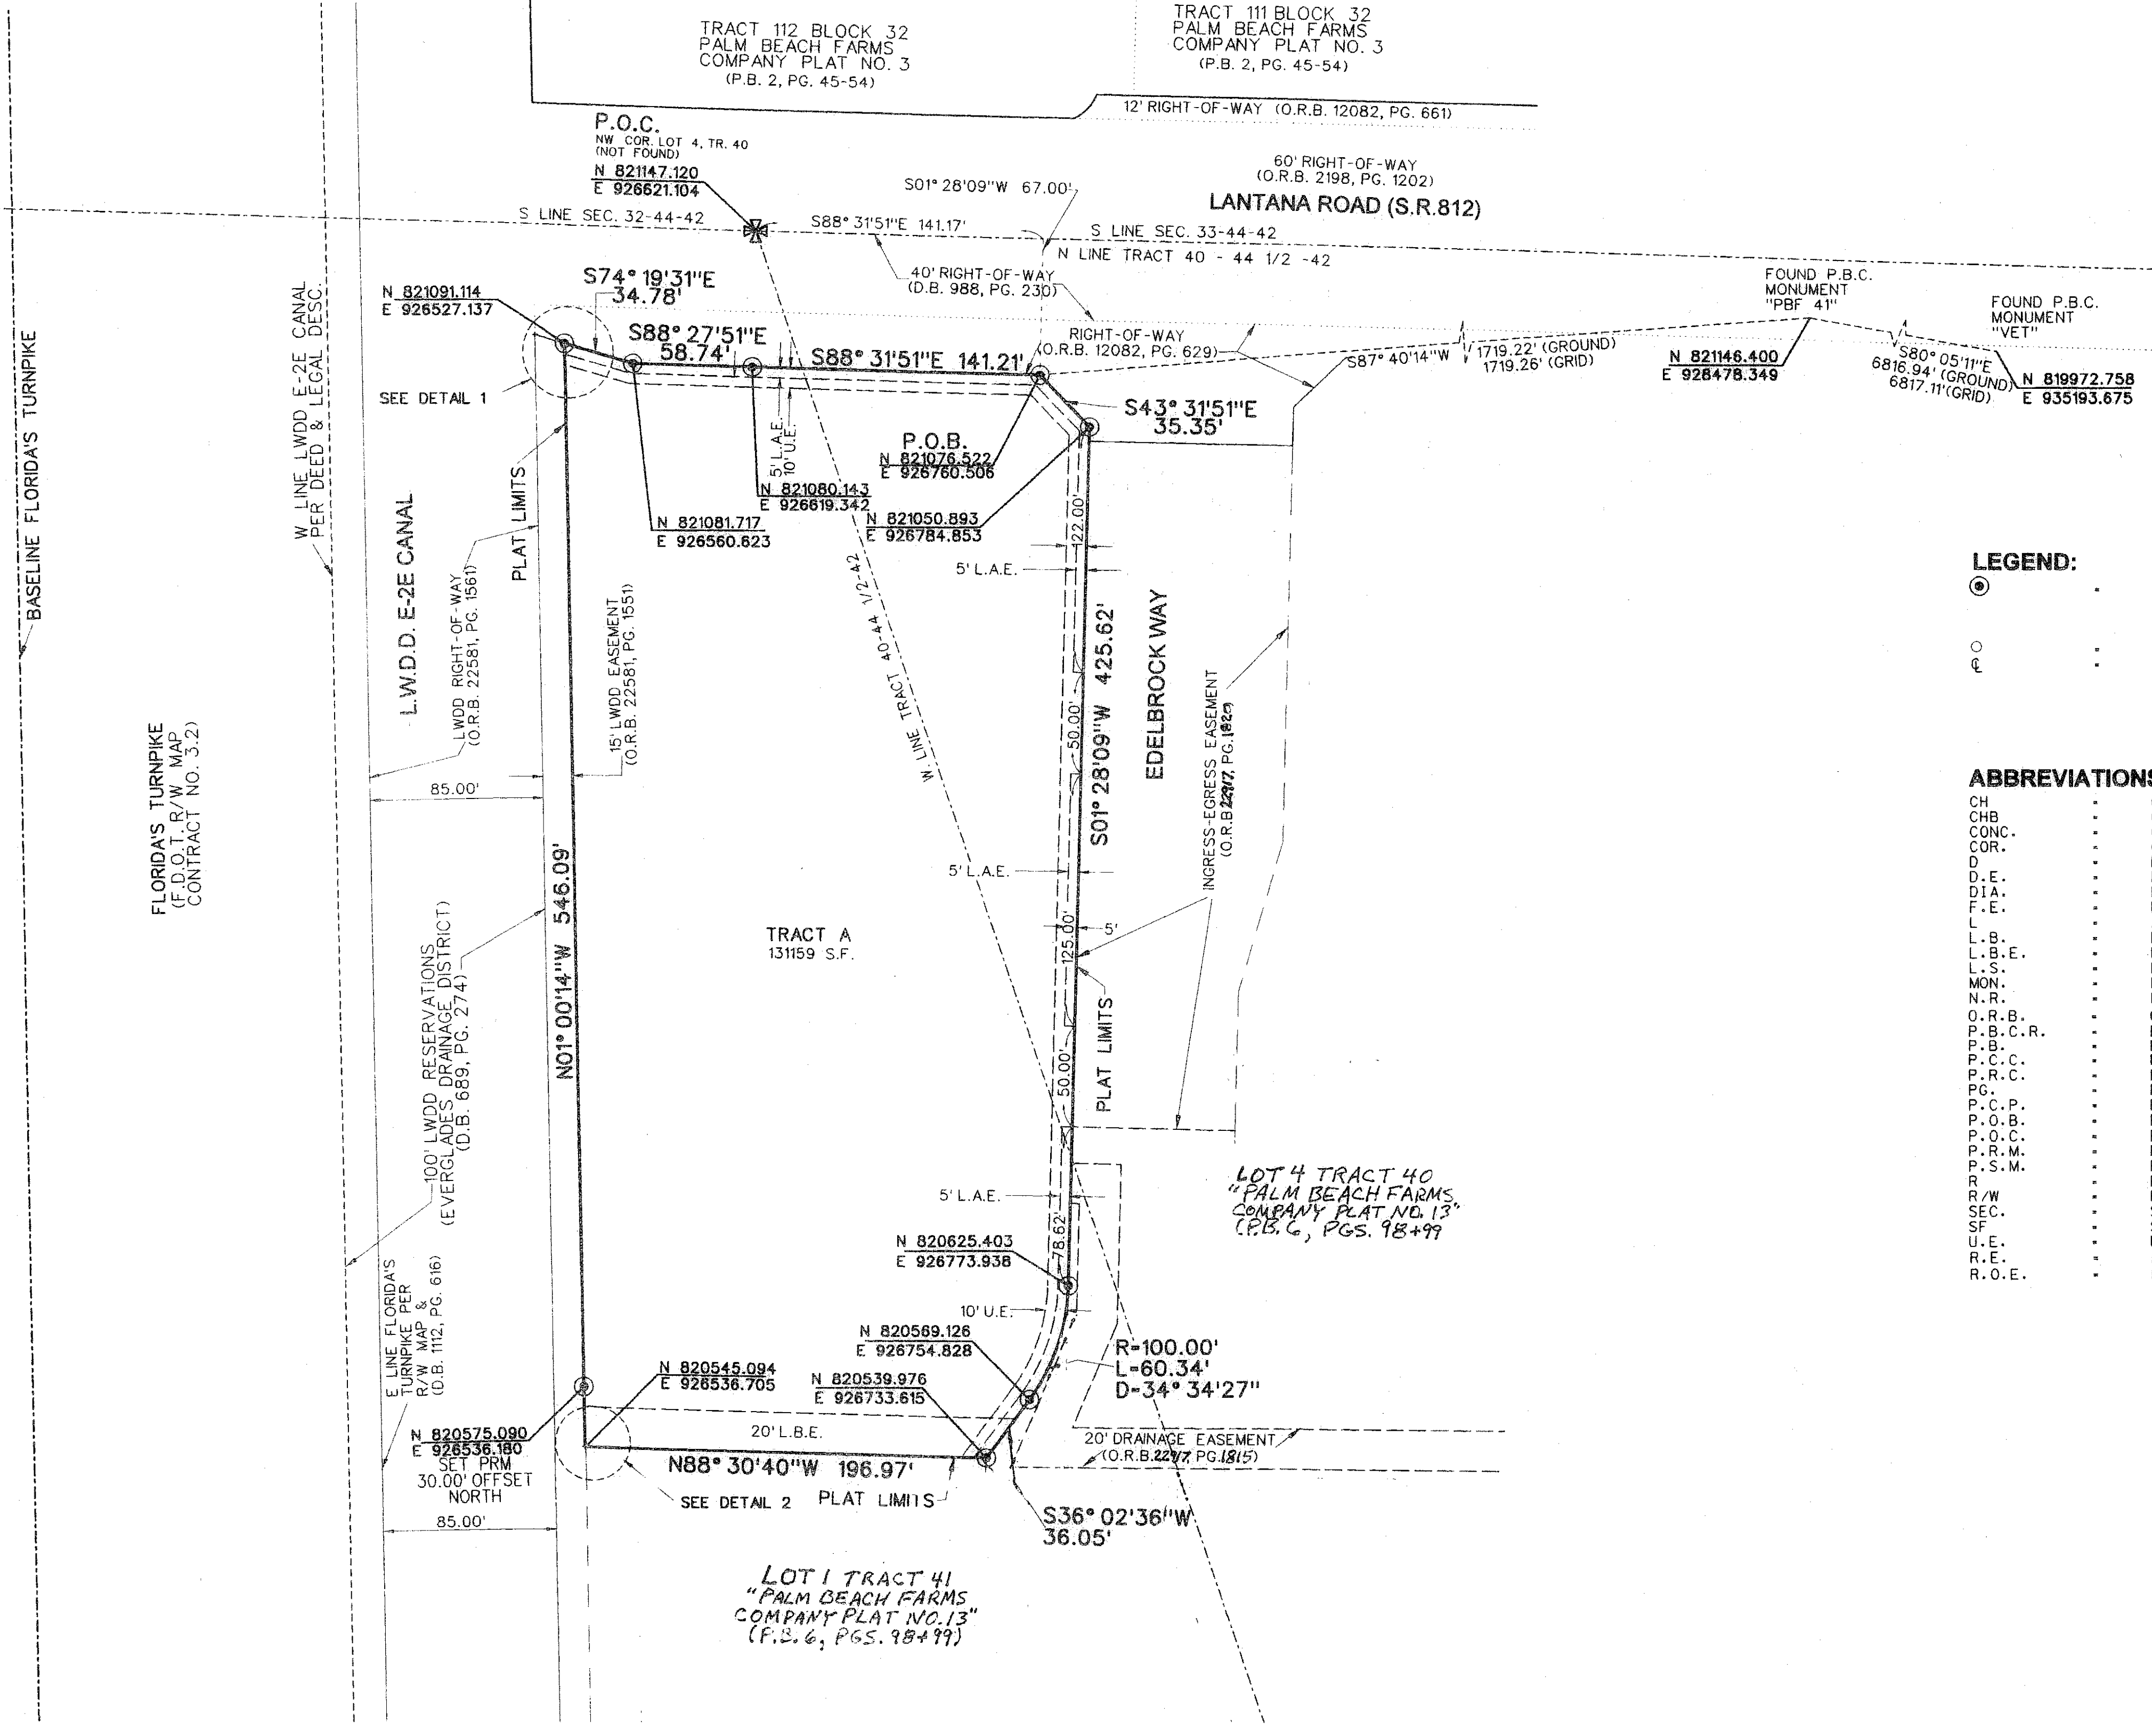 TRACT 112 BLOCK 32
PALM BEACH FARMS
COMPANY PLAT NO. 3
(P.B. 2, PG. 45-54)
TRACT 111 BLOCK 32
PALM BEACH FARMS
COMPANY PLAT NO. 3
(P.B. 2, PG. 45-54)
12' RIGHT-OF-WAY (O.R.B. 12082, PG. 661)
P.O.C.
NW COR. LOT 4, TR. 40
(NOT FOUND)
N 821147.120
E 926621.104
S01° 28'09"W 67.00'
60' RIGHT-OF-WAY
(O.R.B. 2198, PG. 1202)
LANTANA ROAD (S.R.812)
S LINE SEC. 32-44-42
S88° 31'51"E 141.17'
S LINE SEC. 33-44-42
N LINE TRACT 40 - 44 1/2 -42
40' RIGHT-OF-WAY
(D.B. 988, PG. 230)
S74° 19'31"E
34.78'
N 821091.114
E 926527.137
S88° 27'51"E
58.74'
S88° 31'51"E 141.21'
RIGHT-OF-WAY
(O.R.B. 12082, PG. 629)
S87° 40'14"W
1719.22' (GROUND)
1719.26' (GRID)
FOUND P.B.C.
MONUMENT
"PBF 41"
N 821146.400
E 928478.349
FOUND P.B.C.
MONUMENT
"VET"
S80° 05'11"E
6816.94' (GROUND)
6817.11'(GRID)
N 819972.758
E 935193.675
SEE DETAIL 1
S43° 31'51"E
35.35'
5' L.A.E.
10' U.E.
P.O.B.
N 821076.522
E 926760.506
N 821080.143
E 926619.342
N 821081.717
E 926560.623
N 821050.893
E 926784.853
BASELINE FLORIDA'S TURNPIKE
W LINE LWDD E-2E CANAL
PER DEED & LEGAL DESC.
L.W.D.D. E-2E CANAL
LWDD RIGHT-OF-WAY
(O.R.B. 22581, PG. 1561)
PLAT LIMITS
15' LWDD EASEMENT
(O.R.B. 22581, PG. 1551)
85.00'
FLORIDA'S TURNPIKE
(F.D.O.T. R/W MAP
CONTRACT NO. 3.2)
N01° 00'14"W 546.09'
100' LWDD RESERVATIONS
(EVERGLADES DRAINAGE DISTRICT)
(D.B. 689, PG. 274)
E LINE FLORIDA'S
TURNPIKE PER
R/W MAP &
(D.B. 1112, PG. 616)
W. LINE TRACT 40-44 1/2-42
TRACT A
131159 S.F.
122.00'
5' L.A.E.
50.00'
S01° 28'09"W 425.62'
EDELBROCK WAY
INGRESS-EGRESS EASEMENT
5' L.A.E.
125.00'
5'
PLAT LIMITS
50.00'
5' L.A.E.
78.62'
LOT 4 TRACT 40
"PALM BEACH FARMS
COMPANY PLAT NO. 13"
(P.B. 6, PGS. 98+99
N 820625.403
E 926773.938
10' U.E.
N 820569.126
E 926754.828
R=100.00'
L=60.34'
D=34° 34'27"
N 820545.094
E 926536.705
N 820539.976
E 926733.615
N 820575.090
E 926536.180
SET PRM
30.00' OFFSET
NORTH
20' L.B.E.
N88° 30'40"W 196.97'
SEE DETAIL 2
PLAT LIMITS
85.00'
20' DRAINAGE EASEMENT
S36° 02'36"W
36.05'
LOT 1 TRACT 41
"PALM BEACH FARMS
COMPANY PLAT NO. 13"
(P.B. 6, PGS. 98+99)
LEGEND:
ABBREVIATIONS
CH
CHB
CONC.
COR.
D
D.E.
DIA.
F.E.
L
L.B.
L.B.E.
L.S.
MON.
N.R.
O.R.B.
P.B.C.R.
P.B.
P.C.C.
P.R.C.
PG.
P.C.P.
P.O.B.
P.O.C.
P.R.M.
P.S.M.
R
R/W
SEC.
SF
U.E.
R.E.
R.O.E.